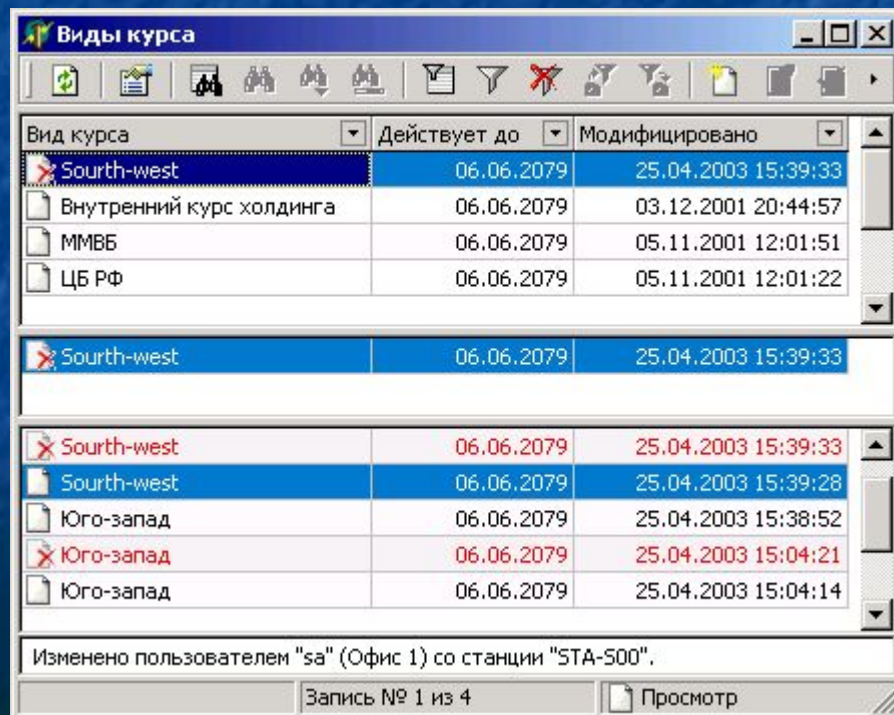 Виды курса
Вид курса Действует до Модифицировано
Sourth-west 06.06.2079 25.04.2003 15:39:33
Внутренний курс холдинга 06.06.2079 03.12.2001 20:44:57
ММВБ 06.06.2079 05.11.2001 12:01:51
ЦБ РФ 06.06.2079 05.11.2001 12:01:22
Sourth-west 06.06.2079 25.04.2003 15:39:33
Sourth-west 06.06.2079 25.04.2003 15:39:33
Sourth-west 06.06.2079 25.04.2003 15:39:28
Юго-запад 06.06.2079 25.04.2003 15:38:52
Юго-запад 06.06.2079 25.04.2003 15:04:21
Юго-запад 06.06.2079 25.04.2003 15:04:14
Изменено пользователем "sa" (Офис 1) со станции "STA-S00".
Запись № 1 из 4 Просмотр